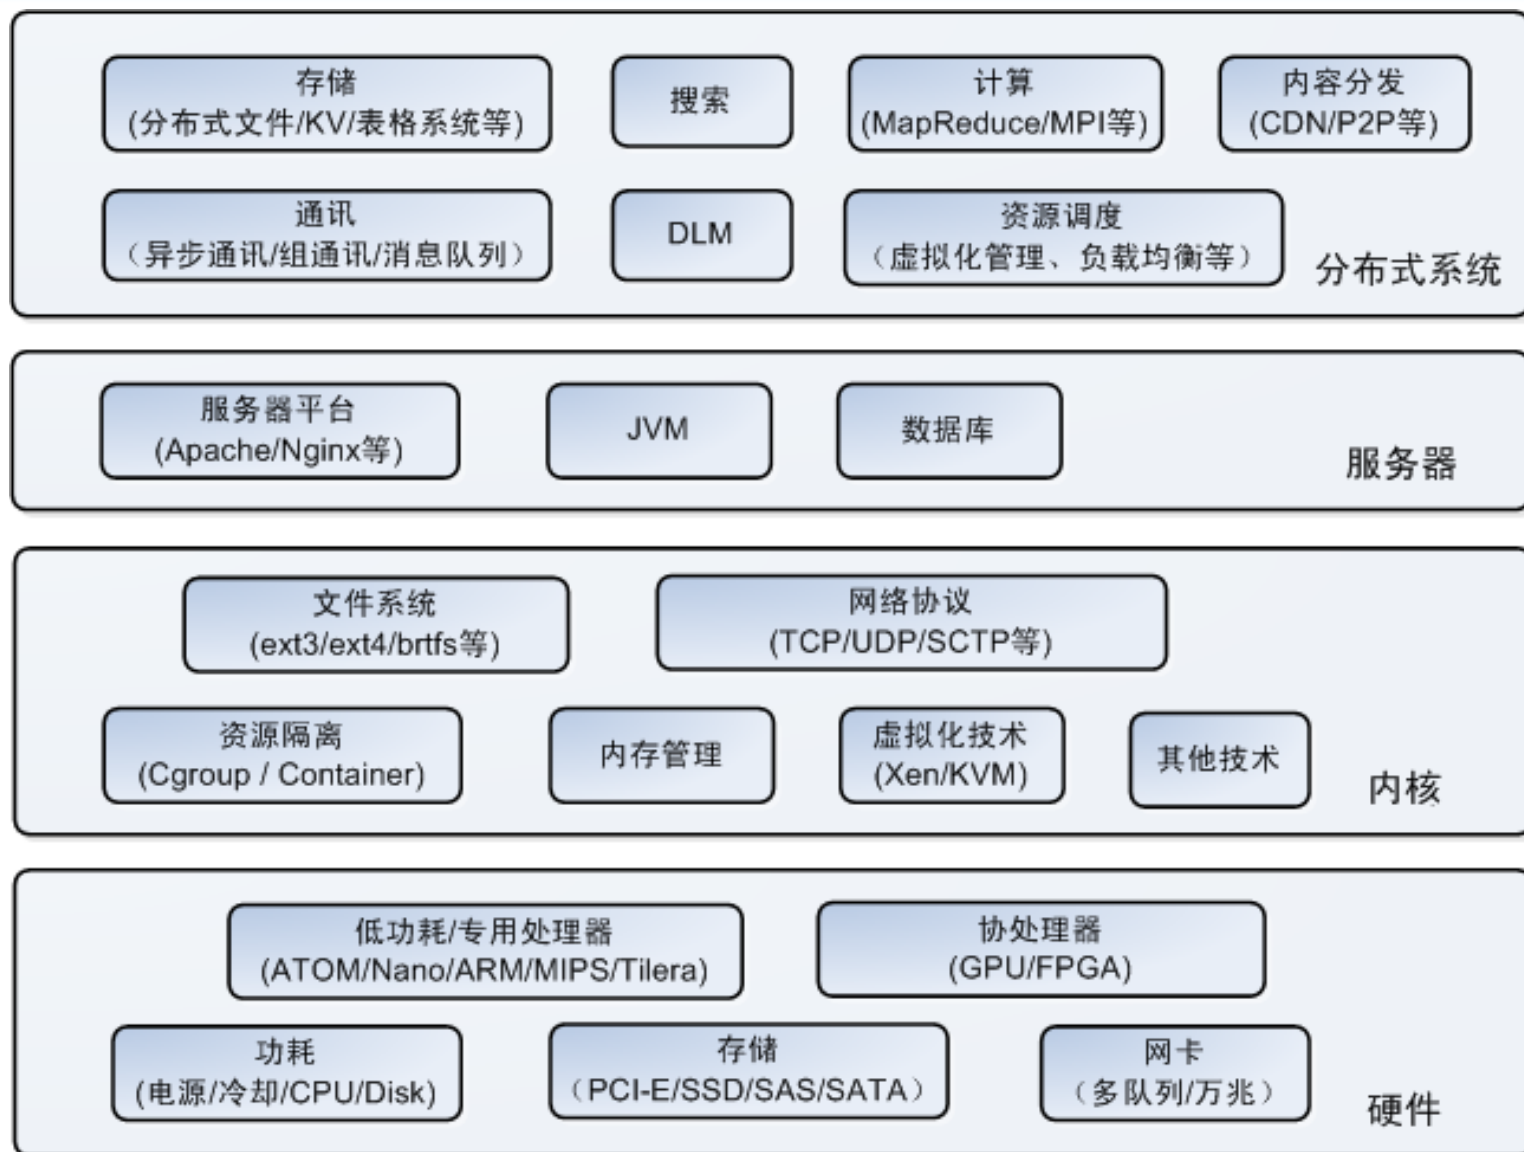 存储
(分布式文件/KV/表格系统等)
搜索
计算
(MapReduce/MPI等)
内容分发
(CDN/P2P等)
通讯
（异步通讯/组通讯/消息队列）
DLM
资源调度
（虚拟化管理、负载均衡等）
分布式系统
服务器平台
(Apache/Nginx等)
JVM
数据库
服务器
文件系统
(ext3/ext4/brtfs等)
网络协议
(TCP/UDP/SCTP等)
资源隔离
(Cgroup / Container)
内存管理
虚拟化技术
(Xen/KVM)
其他技术
内核
低功耗/专用处理器
(ATOM/Nano/ARM/MIPS/Tilera)
协处理器
(GPU/FPGA)
功耗
(电源/冷却/CPU/Disk)
存储
（PCI-E/SSD/SAS/SATA）
网卡
（多队列/万兆）
硬件